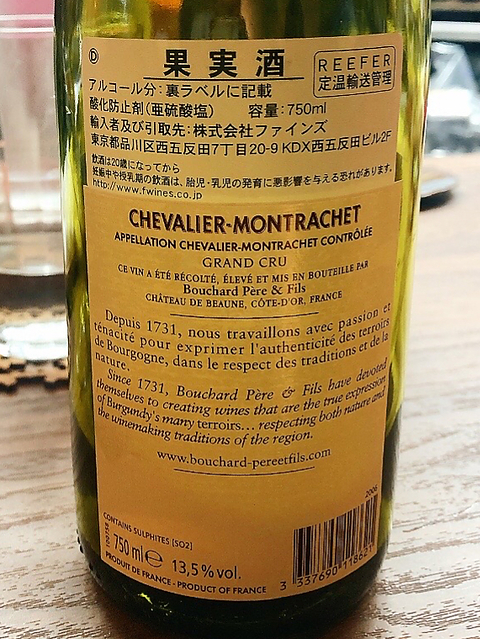 D
果実酒
REEFER
定温輸送管理
アルコール分:裏ラベルに記載
酸化防止剤(亜硫酸塩) 容量:750ml
輸入者及び引取先:株式会社ファインズ
東京都品川区西五反田7丁目20-9 KDX西五反田ビル2F
飲酒は20歳になってから
妊娠中や授乳期の飲酒は、胎児・乳児の発育に悪影響を与える恐れがあります。
http://www.fwines.co.jp
CHEVALIER-MONTRACHET
APPELLATION CHEVALIER-MONTRACHET CONTRÔLÉE
GRAND CRU
CE VIN A ÉTÉ RÉCOLTÉ, ÉLEVÉ ET MIS EN BOUTEILLE PAR
Bouchard Père & Fils
CHÂTEAU DE BEAUNE, CÔTE-D'OR, FRANCE
Depuis 1731, nous travaillons avec passion et
ténacité pour exprimer l'authenticité des terroirs
de Bourgogne, dans le respect des traditions et de la
nature.
Since 1731, Bouchard Père & Fils have devoted
themselves to creating wines that are the true expression
of Burgundy's many terroirs... respecting both nature and
the winemaking traditions of the region.
www.bouchard-pereetfils.com
2006
CONTAINS SULPHITES [SO2]
750 ml e 13,5 % vol.
PRODUIT DE FRANCE - PRODUCT OF FRANCE
3 337690 118621